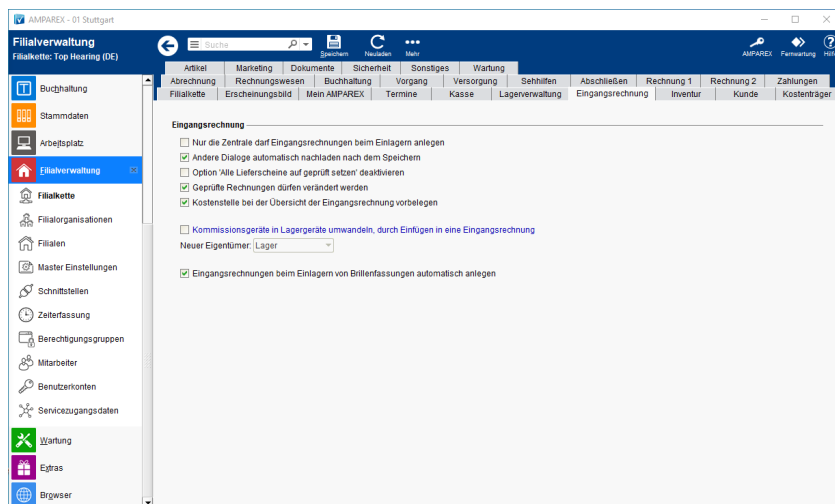 AMPAREX - 01 Stuttgart
Filialverwaltung
Filialkette: Top Hearing (DE)
Suche
Speichern
Neuladen
Mehr
AMPAREX
Fernwartung
Hilfe
Artikel Marketing Dokumente Sicherheit Sonstiges Wartung
Abrechnung Rechnungswesen Buchhaltung Vorgang Versorgung Sehhilfen Abschließen Rechnung 1 Rechnung 2 Zahlungen
Filialkette Erscheinungsbild Mein AMPAREX Termine Kasse Lagerverwaltung Eingangsrechnung Inventur Kunde Kostenträger
Buchhaltung
Stammdaten
Arbeitsplatz
Filialverwaltung
Filialkette
Filialorganisationen
Filialen
Master Einstellungen
Schnittstellen
Zeiterfassung
Berechtigungsgruppen
Mitarbeiter
Benutzerkonten
Servicezugangsdaten
Wartung
Extras
Browser
Eingangsrechnung
Nur die Zentrale darf Eingangsrechnungen beim Einlagern anlegen
Andere Dialoge automatisch nachladen nach dem Speichern
Option 'Alle Lieferscheine auf geprüft setzen' deaktivieren
Geprüfte Rechnungen dürfen verändert werden
Kostenstelle bei der Übersicht der Eingangsrechnung vorbelegen
Kommissionsgeräte in Lagergeräte umwandeln, durch Einfügen in eine Eingangsrechnung
Neuer Eigentümer: Lager
Eingangsrechnungen beim Einlagern von Brillenfassungen automatisch anlegen